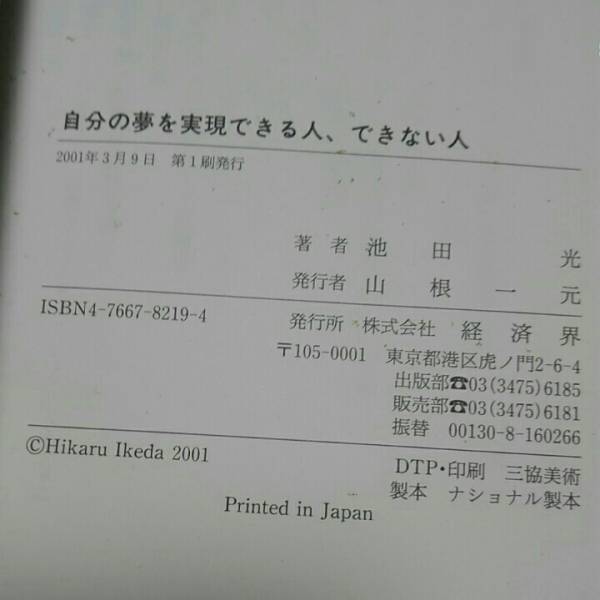 自分の夢を実現できる人、できない人
2001年3月9日 第1刷発行
著者 池田 光
発行者 山根一元
ISBN4-7667-8219-4
発行所 株式会社 経済界
〒105-0001 東京都港区虎ノ門2-6-4
出版部☎03(3475)6185
販売部☎03(3475)6181
振替 00130-8-160266
©Hikaru Ikeda 2001
DTP・印刷 三協美術
製本 ナショナル製本
Printed in Japan